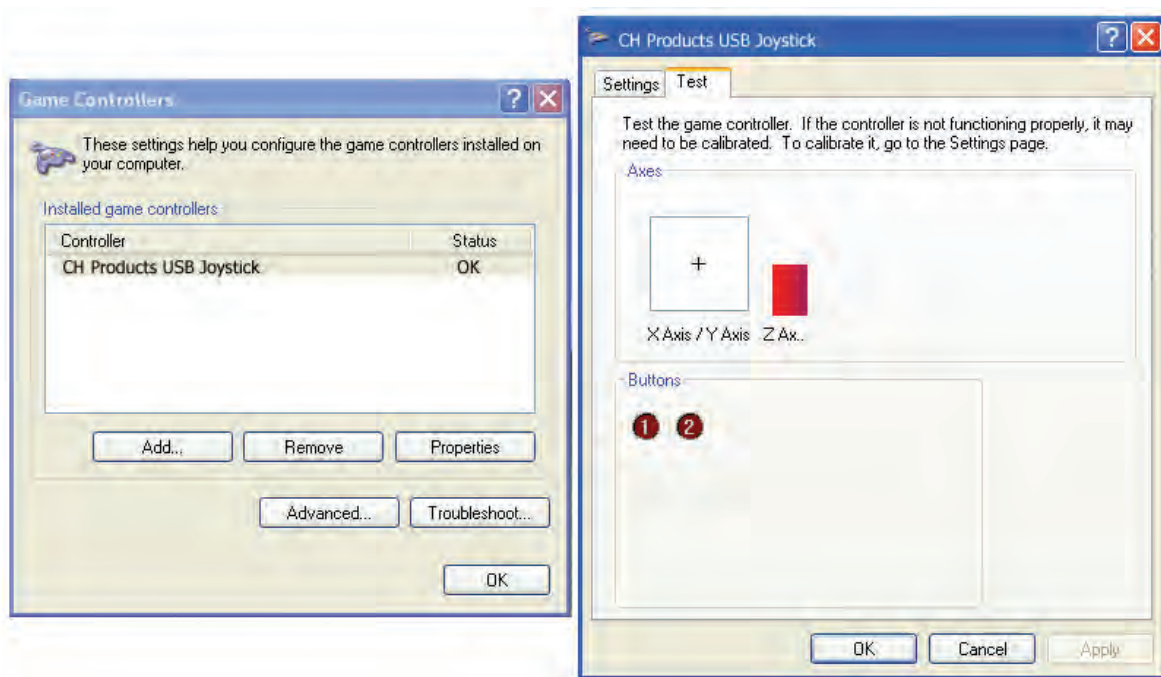 Game Controllers
These settings help you configure the game controllers installed on
your computer.
Installed game controllers
Controller Status
CH Products USB Joystick OK
Add... Remove Properties
Advanced... Troubleshoot...
OK
CH Products USB Joystick
Settings Test
Test the game controller. If the controller is not functioning properly, it may
need to be calibrated. To calibrate it, go to the Settings page.
Axes
X Axis / Y Axis Z Ax..
Buttons
1 2
OK Cancel Apply